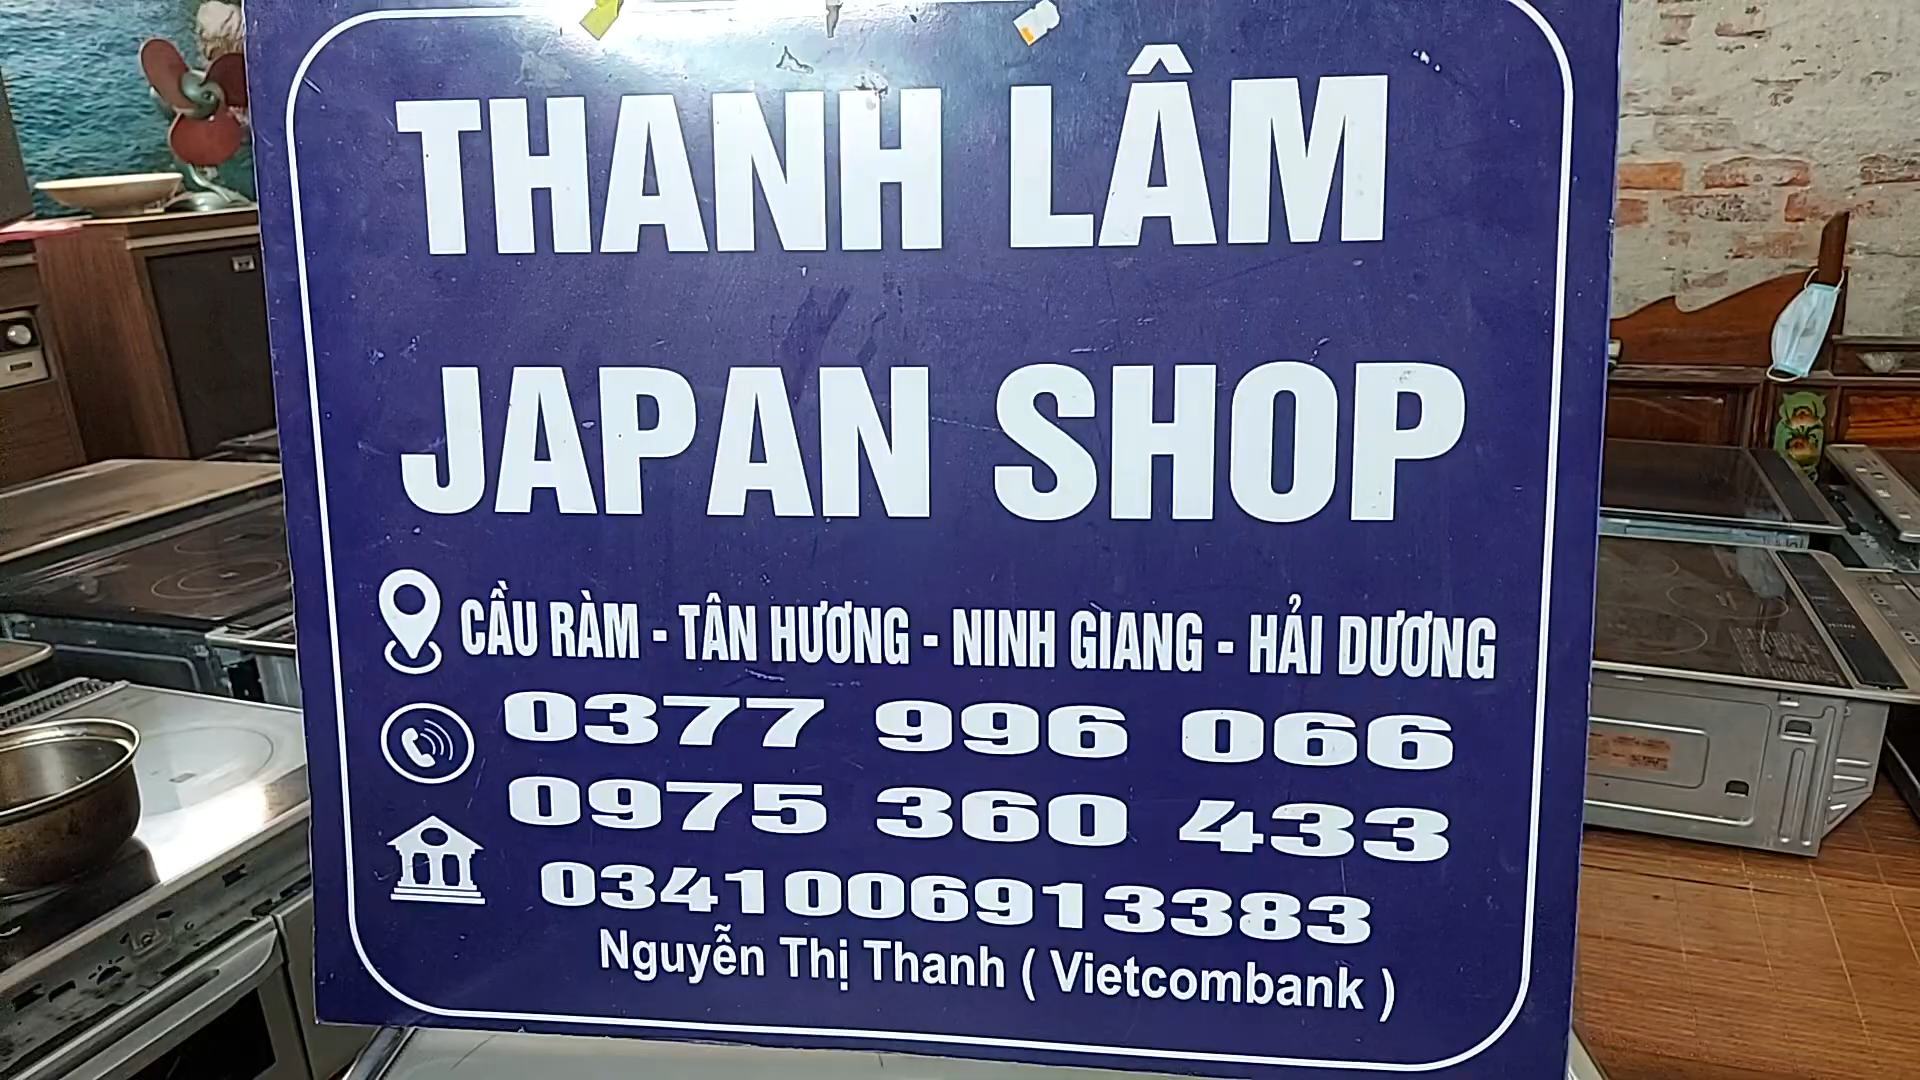 THANH LÂM
JAPAN SHOP
CẦU RÀM - TÂN HƯƠNG - NINH GIANG - HẢI DƯƠNG
0377 996 066
0975 360 433
0341006913383
Nguyễn Thị Thanh ( Vietcombank )